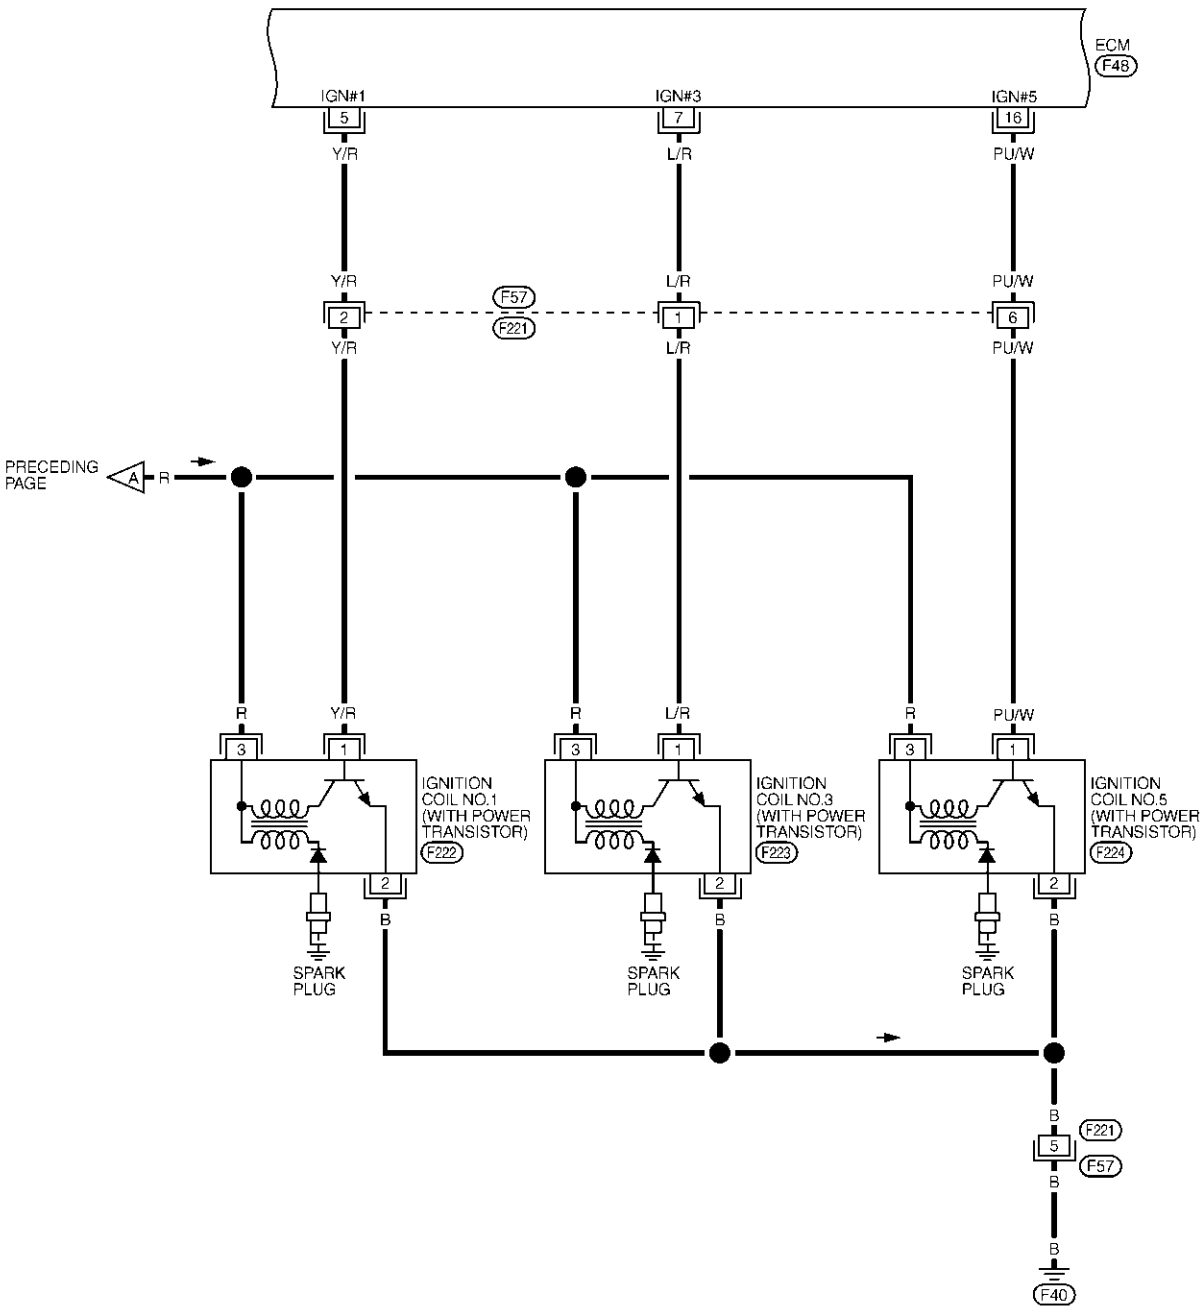 ECM
F48
IGN#1
IGN#3
IGN#5
5
7
16
Y/R
L/R
PU/W
Y/R
F57
L/R
PU/W
2
F221
1
6
Y/R
L/R
PU/W
PRECEDING
PAGE
A
R
R
Y/R
R
L/R
R
PU/W
3
1
3
1
3
1
IGNITION
COIL NO.1
(WITH POWER
TRANSISTOR)
F222
IGNITION
COIL NO.3
(WITH POWER
TRANSISTOR)
F223
IGNITION
COIL NO.5
(WITH POWER
TRANSISTOR)
F224
2
2
2
B
B
B
SPARK
PLUG
SPARK
PLUG
SPARK
PLUG
B
F221
5
F57
B
B
F40